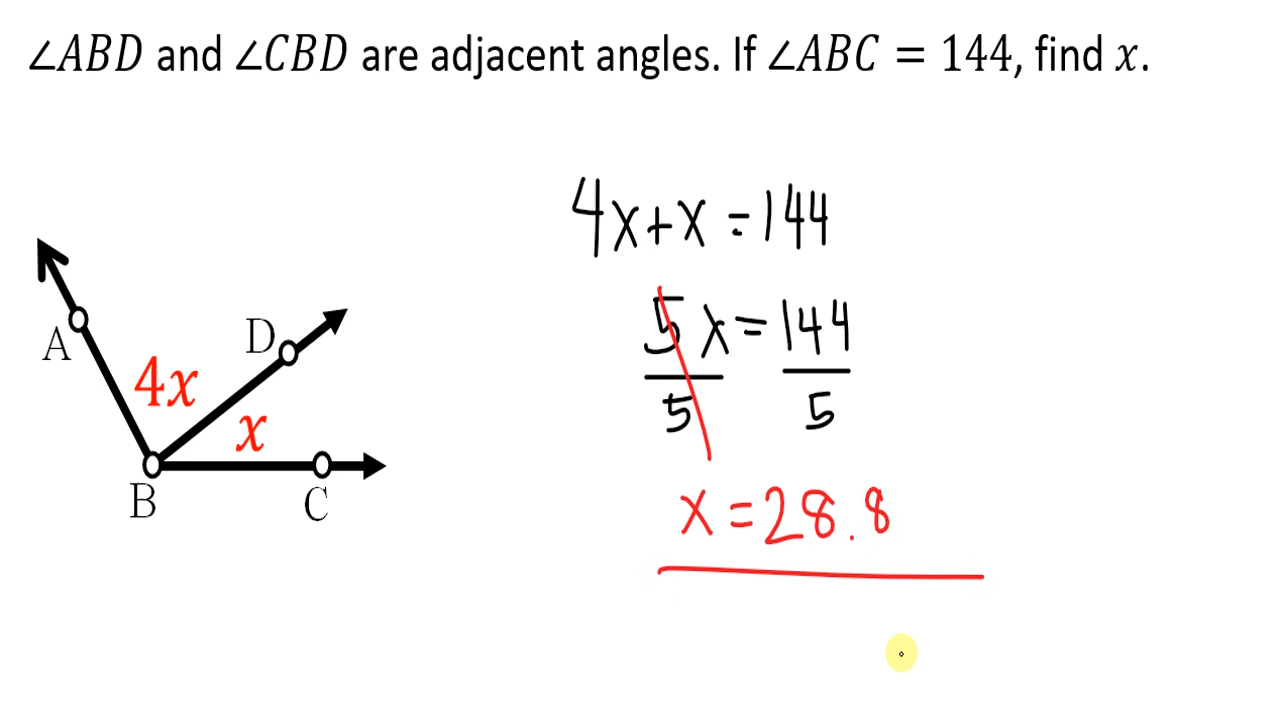 ∠ABD and ∠CBD are adjacent angles. If ∠ABC = 144, find x.
4x+x=144
5x=144
5 5
x=28.8
A
D
4x
x
B
C